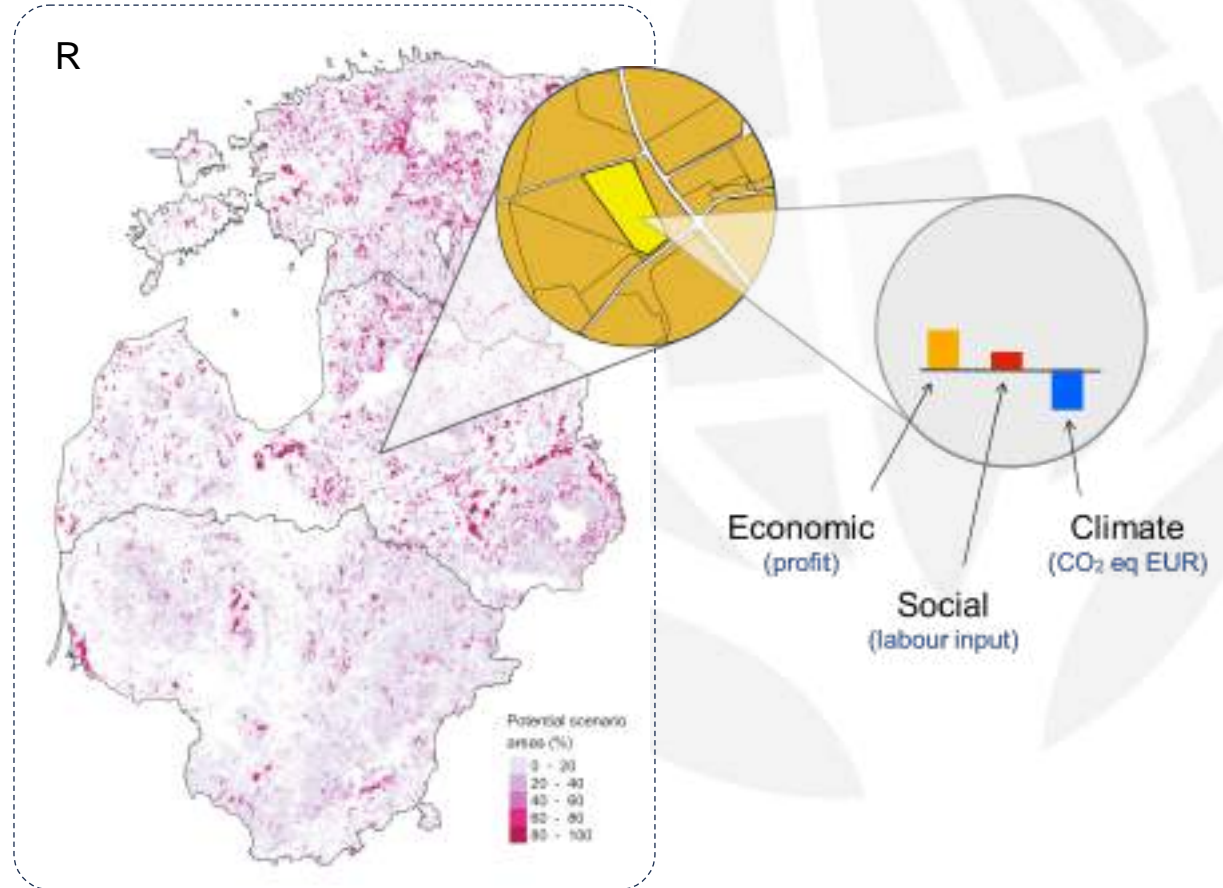 R
Potential scenario
areas (%)
0 - 20
20 - 40
40 - 60
60 - 80
80 - 100
Economic
(profit)
Climate
(CO₂ eq EUR)
Social
(labour input)